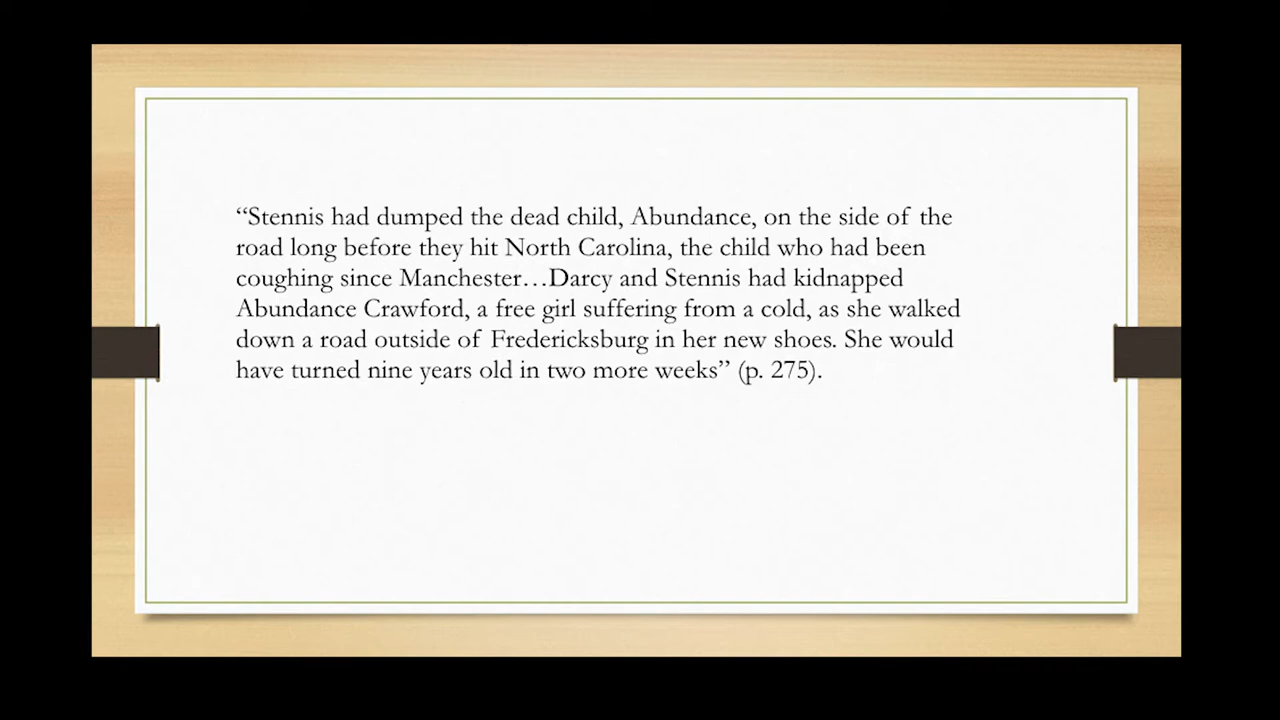 “Stennis had dumped the dead child, Abundance, on the side of the
road long before they hit North Carolina, the child who had been
coughing since Manchester…Darcy and Stennis had kidnapped
Abundance Crawford, a free girl suffering from a cold, as she walked
down a road outside of Fredericksburg in her new shoes. She would
have turned nine years old in two more weeks” (p. 275).